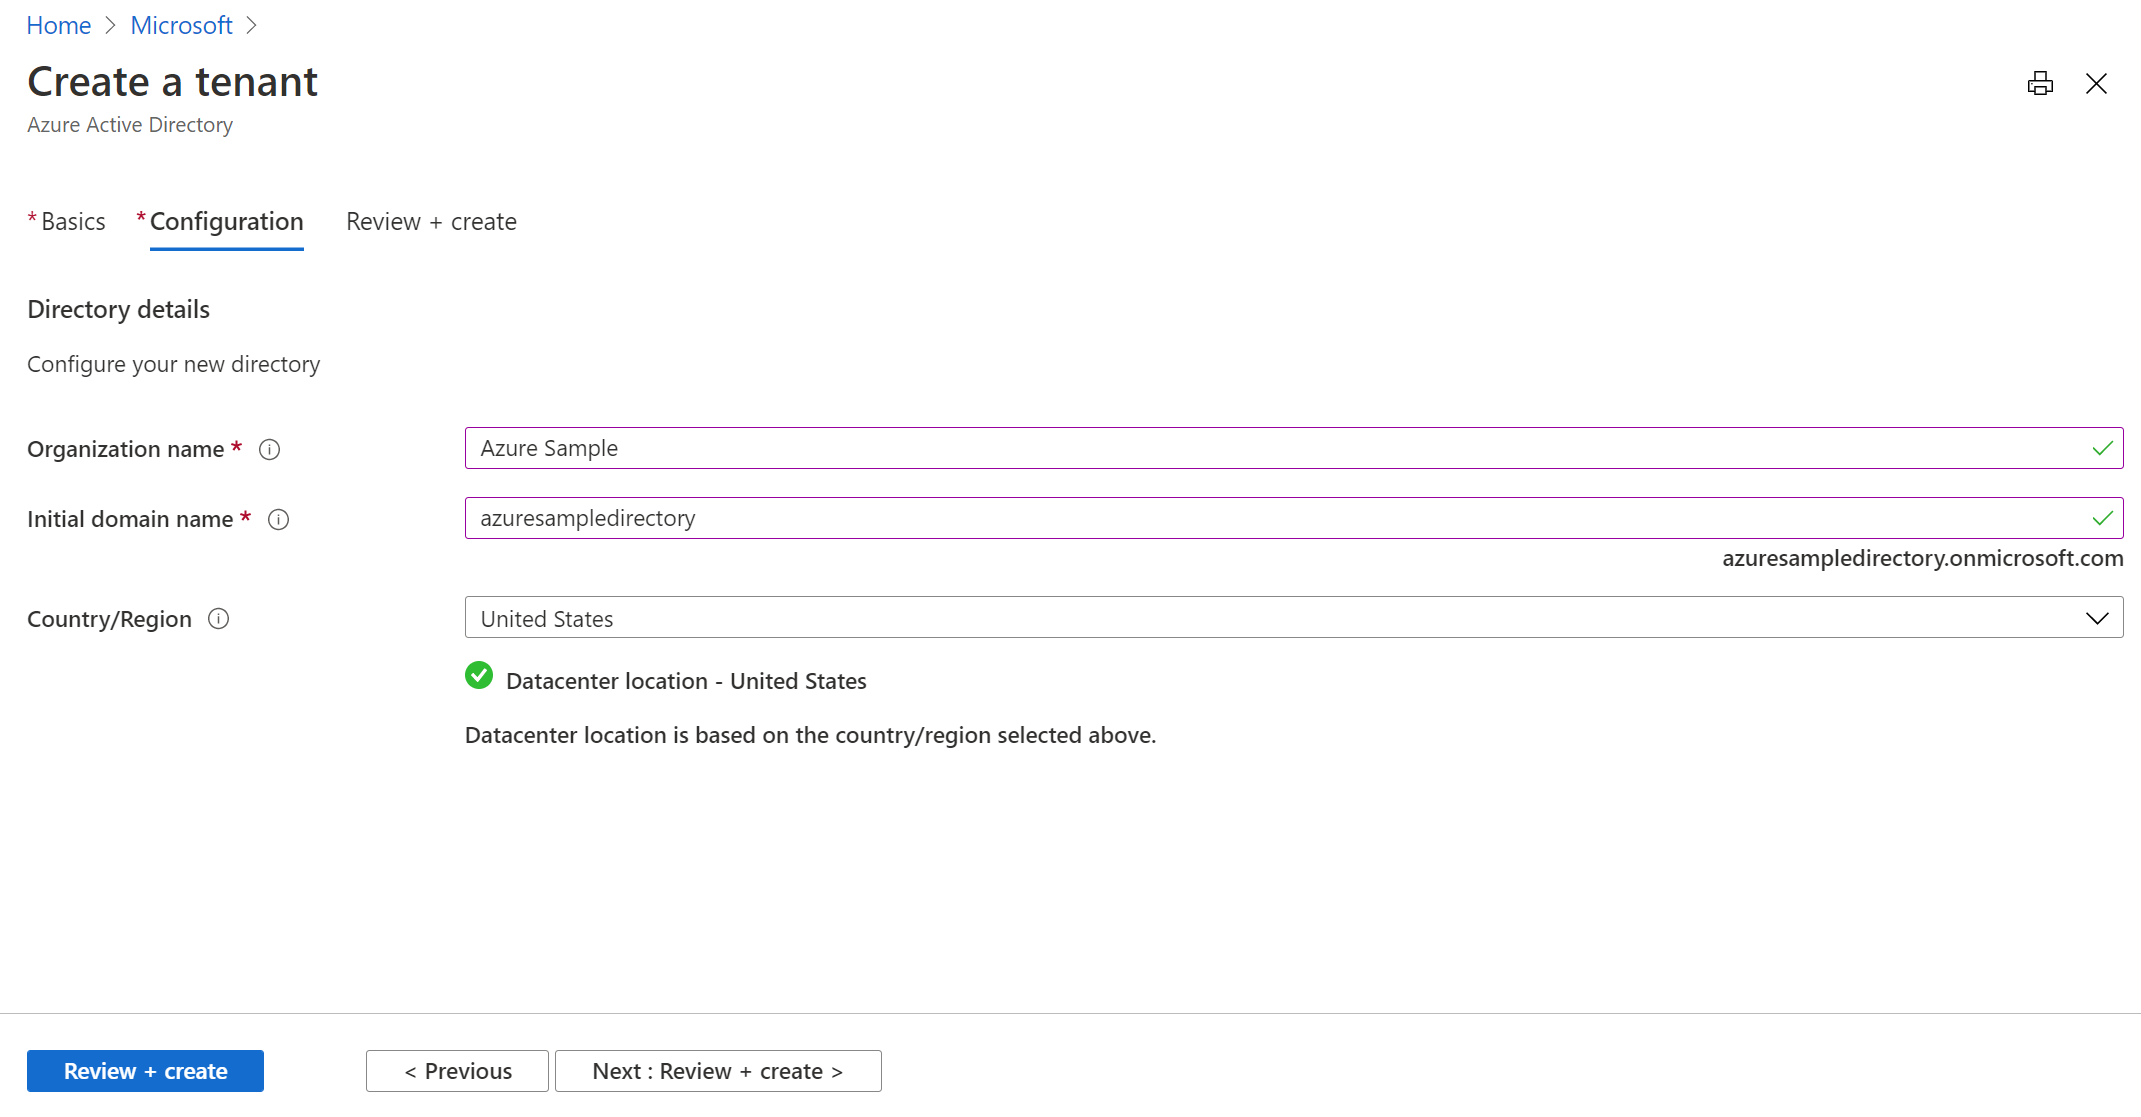 Home > Microsoft >
Create a tenant
Azure Active Directory
* Basics * Configuration Review + create
Directory details
Configure your new directory
Organization name * Azure Sample
Initial domain name * azuresampledirectory
azuresampledirectory.onmicrosoft.com
Country/Region United States
Datacenter location - United States
Datacenter location is based on the country/region selected above.
Review + create < Previous Next : Review + create >